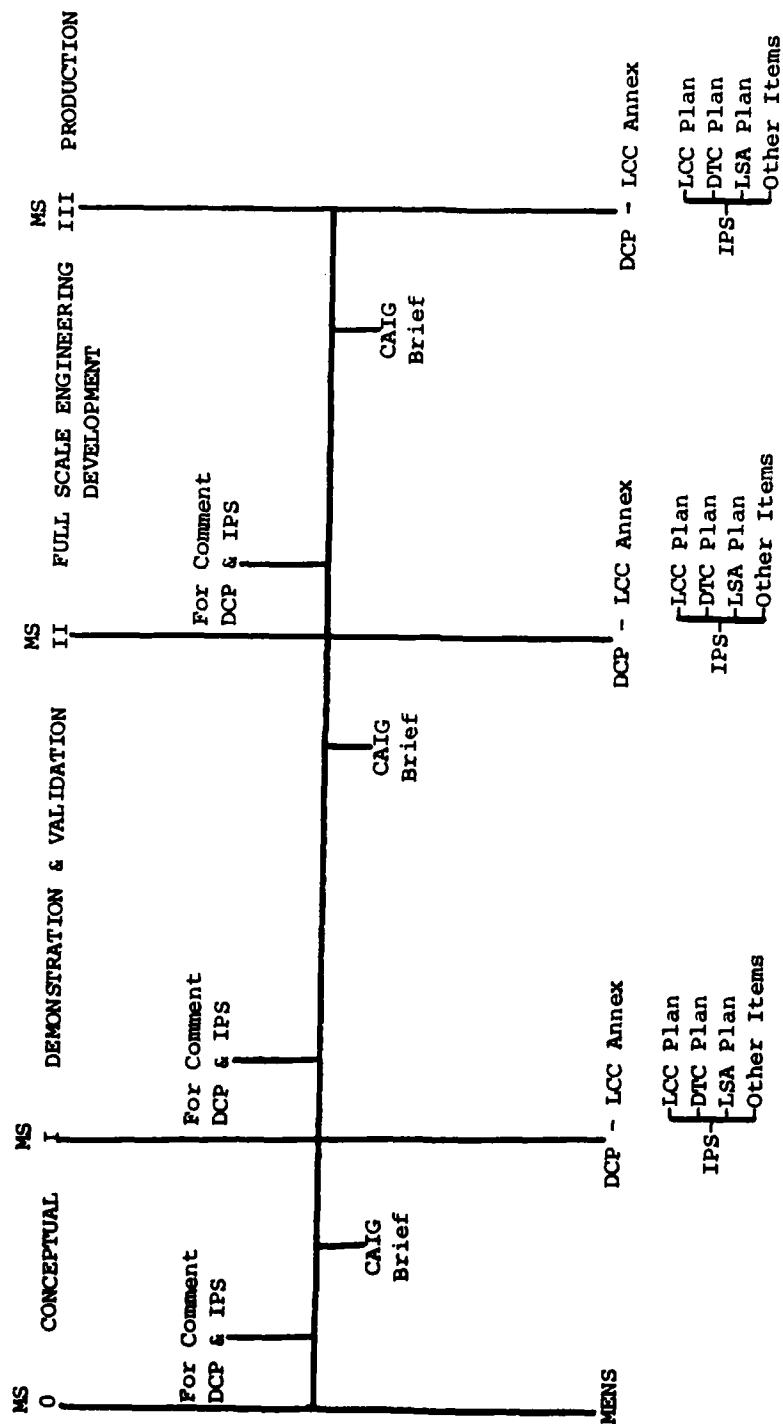 MS
0
CONCEPTUAL
MS
I
DEMONSTRATION & VALIDATION
MS
II
FULL SCALE ENGINEERING
DEVELOPMENT
MS
III
PRODUCTION
For Comment
DCP & IPS
For Comment
DCP & IPS
For Comment
DCP & IPS
CAIG
Brief
CAIG
Brief
CAIG
Brief
MENS
DCP - LCC Annex
IPS
LCC Plan
DTC Plan
LSA Plan
Other Items
DCP - LCC Annex
IPS
LCC Plan
DTC Plan
LSA Plan
Other Items
DCP - LCC Annex
IPS
LCC Plan
DTC Plan
LSA Plan
Other Items